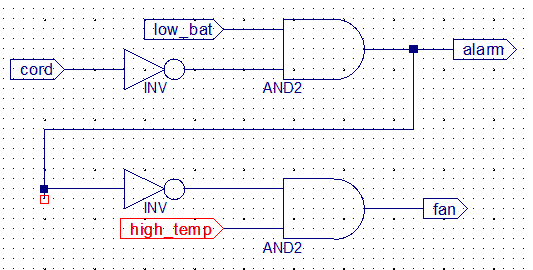 low_bat
alarm
cord
INV
AND2
INV
fan
high_temp
AND2